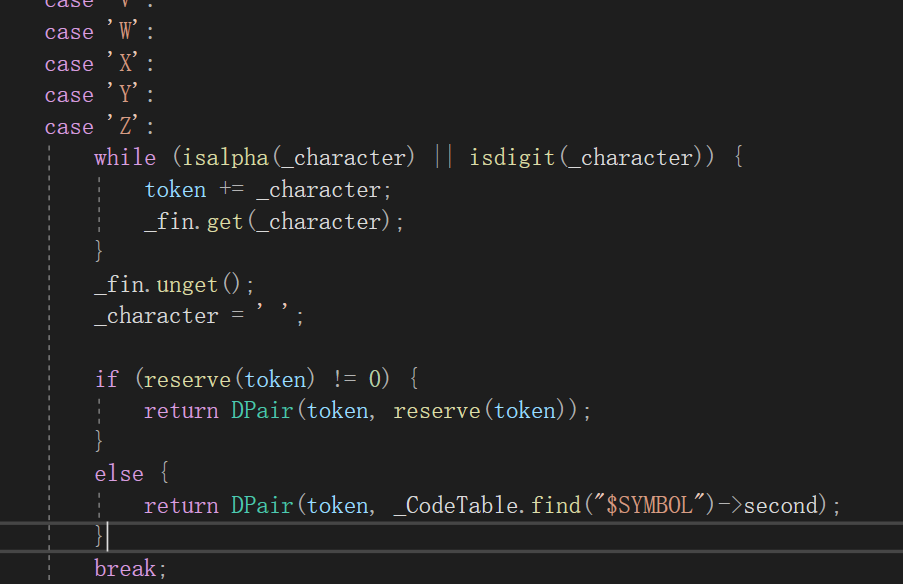 case 'V':
case 'W':
case 'X':
case 'Y':
case 'Z':
while (isalpha(_character) || isdigit(_character)) {
token += _character;
_fin.get(_character);
}
_fin.unget();
_character = ' ';
if (reserve(token) != 0) {
return DPair(token, reserve(token));
}
else {
return DPair(token, _CodeTable.find("$SYMBOL")->second);
}
break;